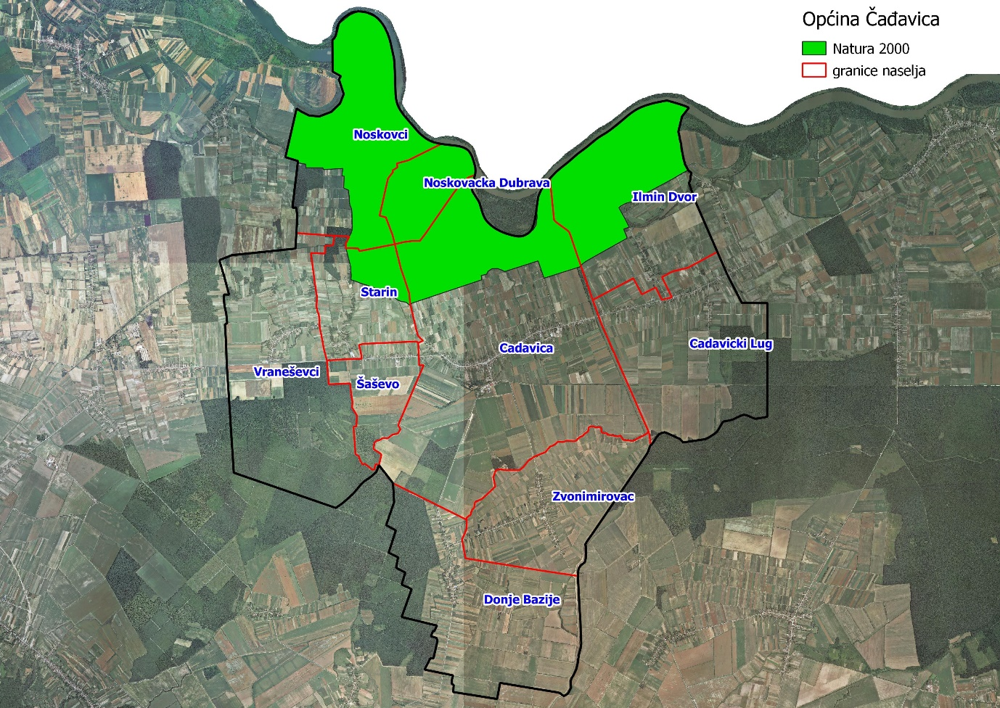 Općina Čađavica
Natura 2000
granice naselja
Noskovci
Noskovacka Dubrava
Ilmin Dvor
Starin
Cadavica
Cadavicki Lug
Vraneševci
Šaševo
Zvonimirovac
Donje Bazije